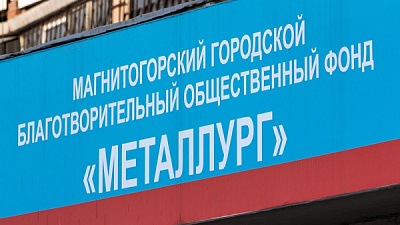 МАГНИТОГОРСКИЙ ГОРОДСКОЙ
БЛАГОТВОРИТЕЛЬНЫЙ ОБЩЕСТВЕННЫЙ ФОНД
«МЕТАЛЛУРГ»